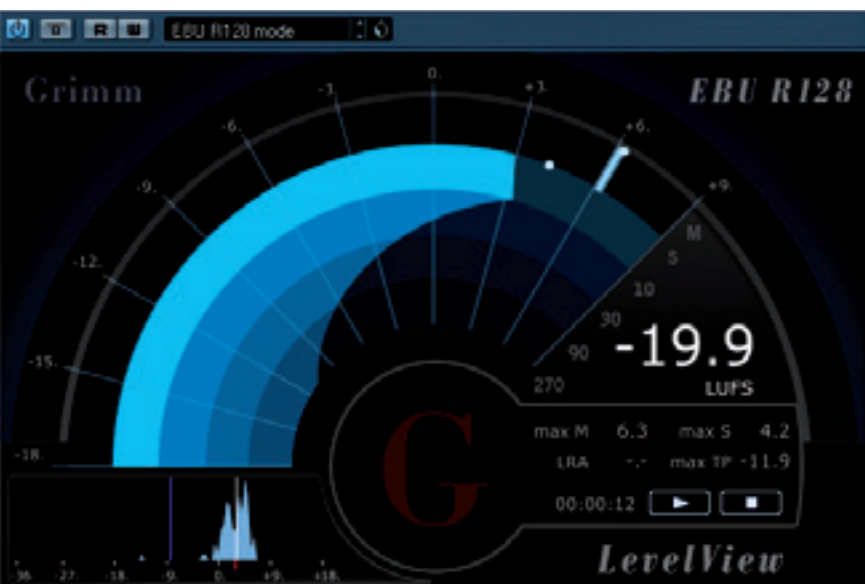 R W EBU R128 mode
Grimm
EBU R128
-18.
-15.
-12.
-9.
-6.
-3.
0.
+3.
+6.
+9.
M
S
10
30
90
270
-19.9
LUFS
max M 6.3 max S 4.2
LRA -.- max TP -11.9
00:00:12
G
LevelView
-36. -27. -18. -9. 0. +9. +18.